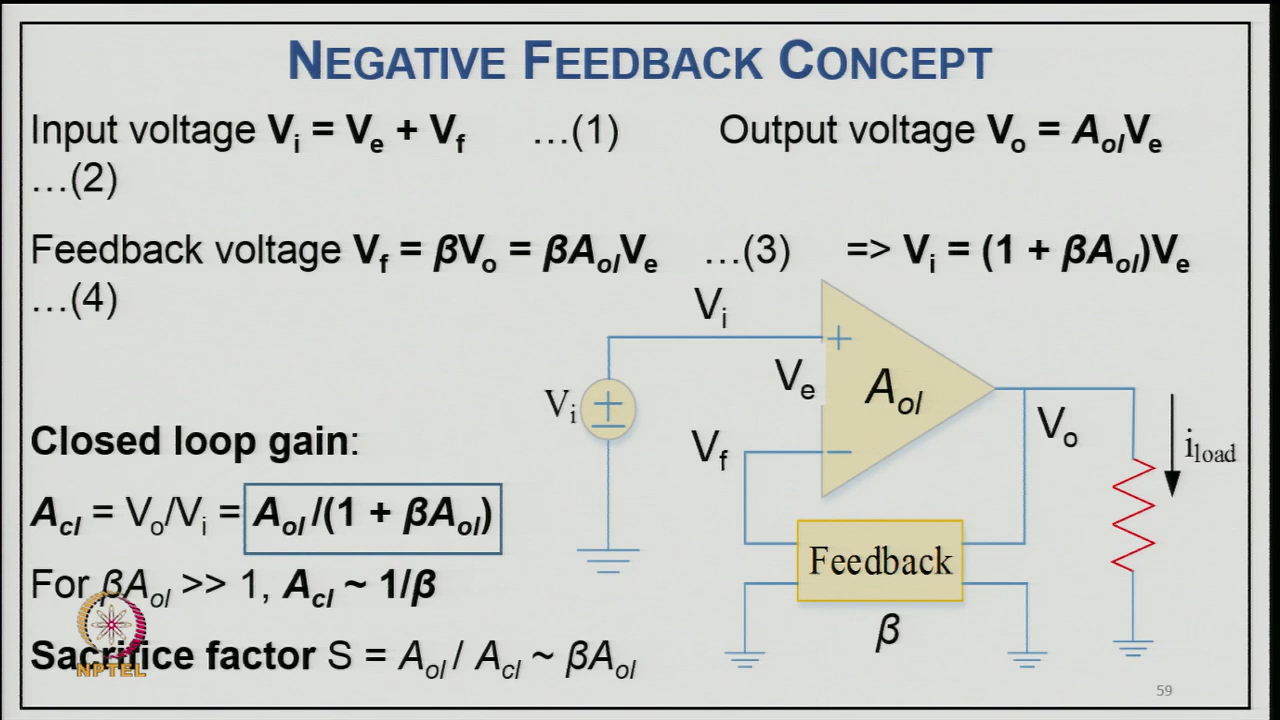 NEGATIVE FEEDBACK CONCEPT
Input voltage Vi = Ve + Vf …(1) Output voltage Vo = AolVe
…(2)
Feedback voltage Vf = βVo = βAolVe …(3) => Vi = (1 + βAol)Ve
…(4)
Vi
+
Ve
Aol
Vi
Vo
iload
Vf
Closed loop gain:
Acl = Vo/Vi = Aol/(1 + βAol)
Feedback
For βAol >> 1, Acl ~ 1/β
β
Sacrifice factor S = Aol / Acl ~ βAol
NPTEL
59